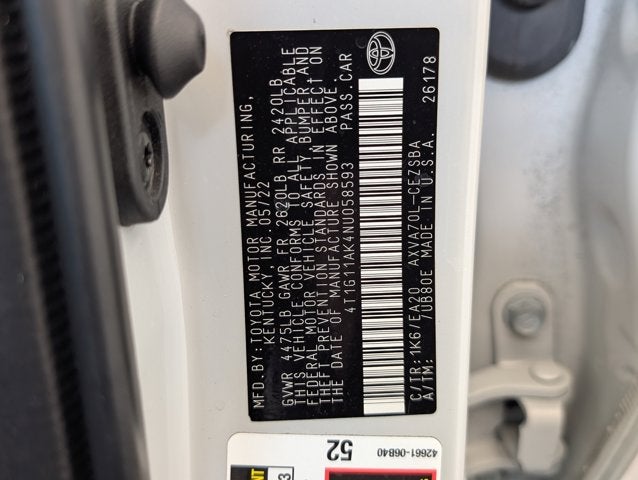 MFD.BY:TOYOTA MOTOR MANUFACTURING,
KENTUCKY,INC 05/22
GVWR 4475LB GAWR FR 2620LB RR 2420LB
THIS VEHICLE CONFORMS TO ALL APPLICABLE
FEDERAL MOTOR VEHICLE SAFETY, BUMPER AND
THEFT PREVENTION STANDARDS IN EFFECT ON
THE DATE OF MANUFACTURE SHOWN ABOVE.
4T1G11AK4NU058593 PASS.CAR
C/TR:1K6/EA20 AXVA70L-CEZSBA
A/TM: 7UB80E MADE IN U.S.A. 26178
52
42661-06B40